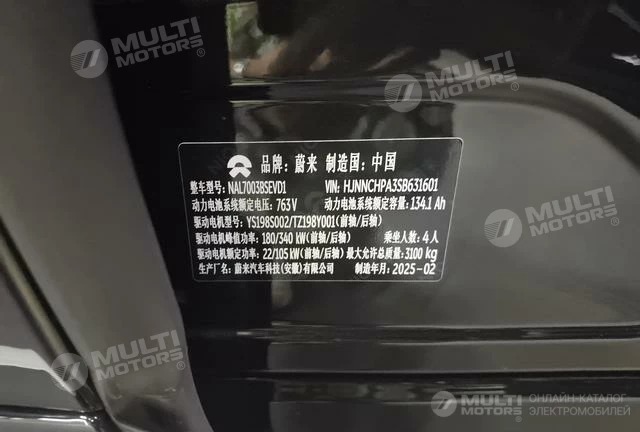 MULTI
MOTORS®
MULTI
MOTORS®
品牌: 蔚来 制造国: 中国
整车型号: NAL7003BSEVD1 VIN: HJNNCHPA3SB631601
动力电池系统额定电压: 763 V 动力电池系统额定容量: 134.1 Ah
驱动电机型号: YS198S002/TZ198Y001(前轴/后轴)
驱动电机峰值功率: 180/340 kW(前轴/后轴) 乘坐人数: 4 人
驱动电机额定功率: 22/105 kW(前轴/后轴) 最大允许总质量: 3100 kg
生产厂名: 蔚来汽车科技(安徽)有限公司 制造年月: 2025-02
MULTI
MOTORS®
MULTI
MOTORS®
MULTI
MOTORS®
ОНЛАЙН-КАТАЛОГ
ЭЛЕКТРОМОБИЛЕЙ